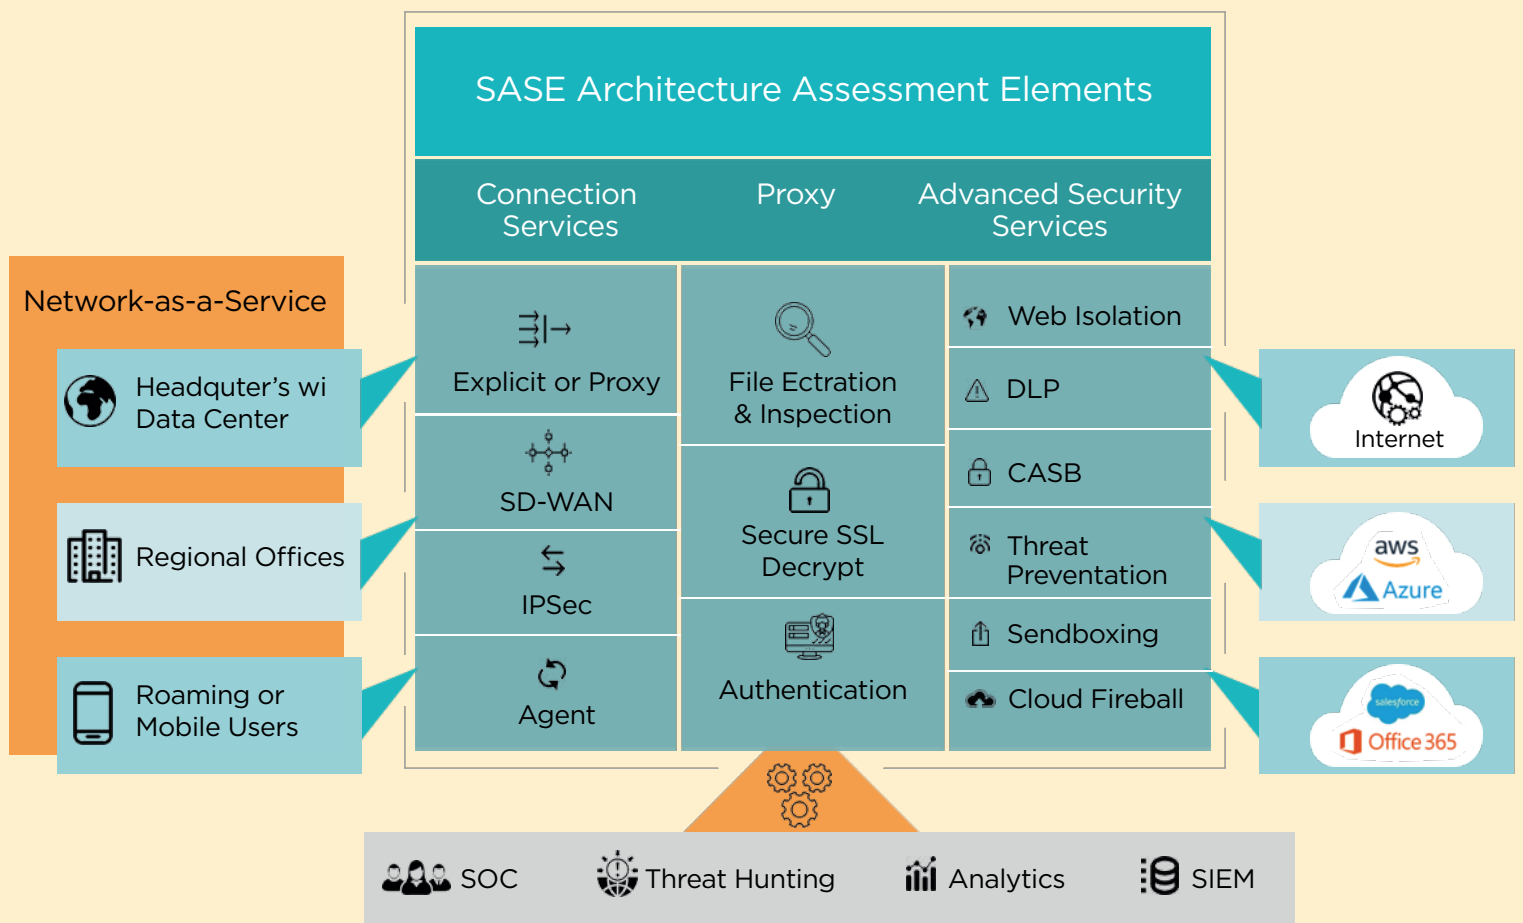 SASE Architecture Assessment Elements
Connection
Services
Proxy
Advanced Security
Services
Network-as-a-Service
Headquter's wi
Data Center
Regional Offices
Roaming or
Mobile Users
Explicit or Proxy
SD-WAN
IPSec
Agent
File Ectration
& Inspection
Secure SSL
Decrypt
Authentication
Web Isolation
DLP
CASB
Threat
Preventation
Sendboxing
Cloud Fireball
Internet
aws
Azure
salesforce
Office 365
SOC
Threat Hunting
Analytics
SIEM